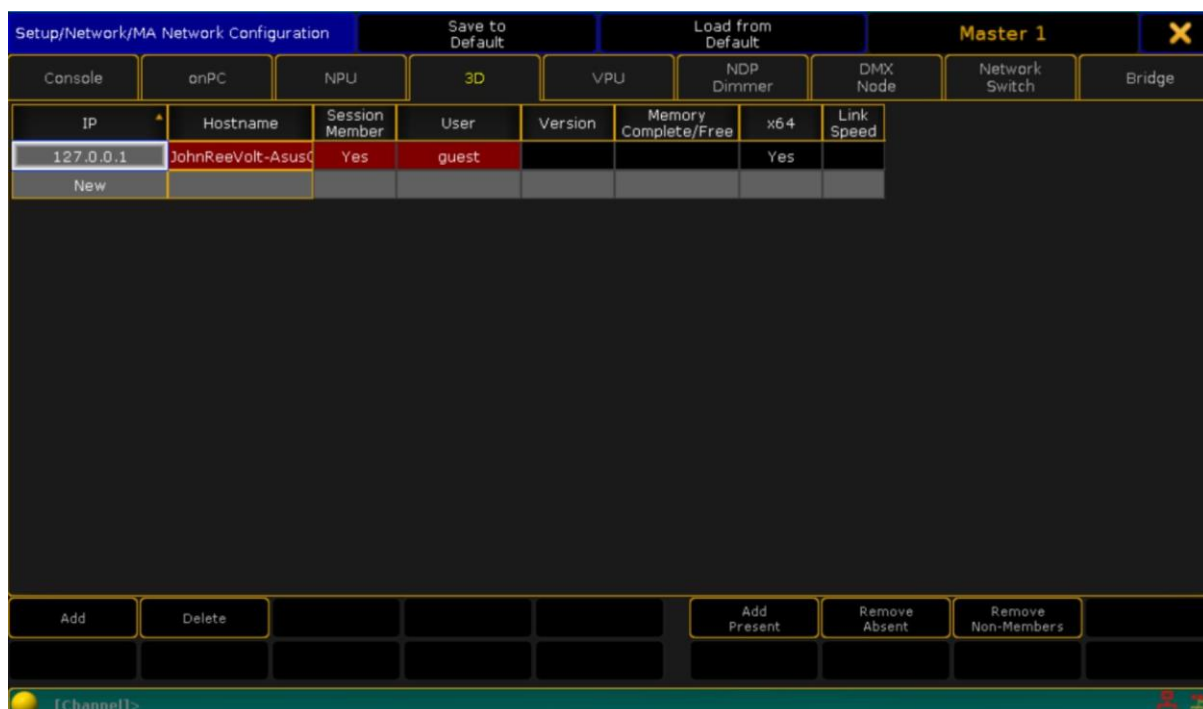 Setup/Network/MA Network Configuration
Save to
Default
Load from
Default
Master 1
Console
onPC
NPU
3D
VPU
NDP
Dimmer
DMX
Node
Network
Switch
Bridge
IP
Hostname
Session
Member
User
Version
Memory
Complete/Free
x64
Link
Speed
127.0.0.1
JohnReeVolt-Asus
Yes
guest
Yes
New
Add
Delete
Add
Present
Remove
Absent
Remove
Non-Members
[Channel]>